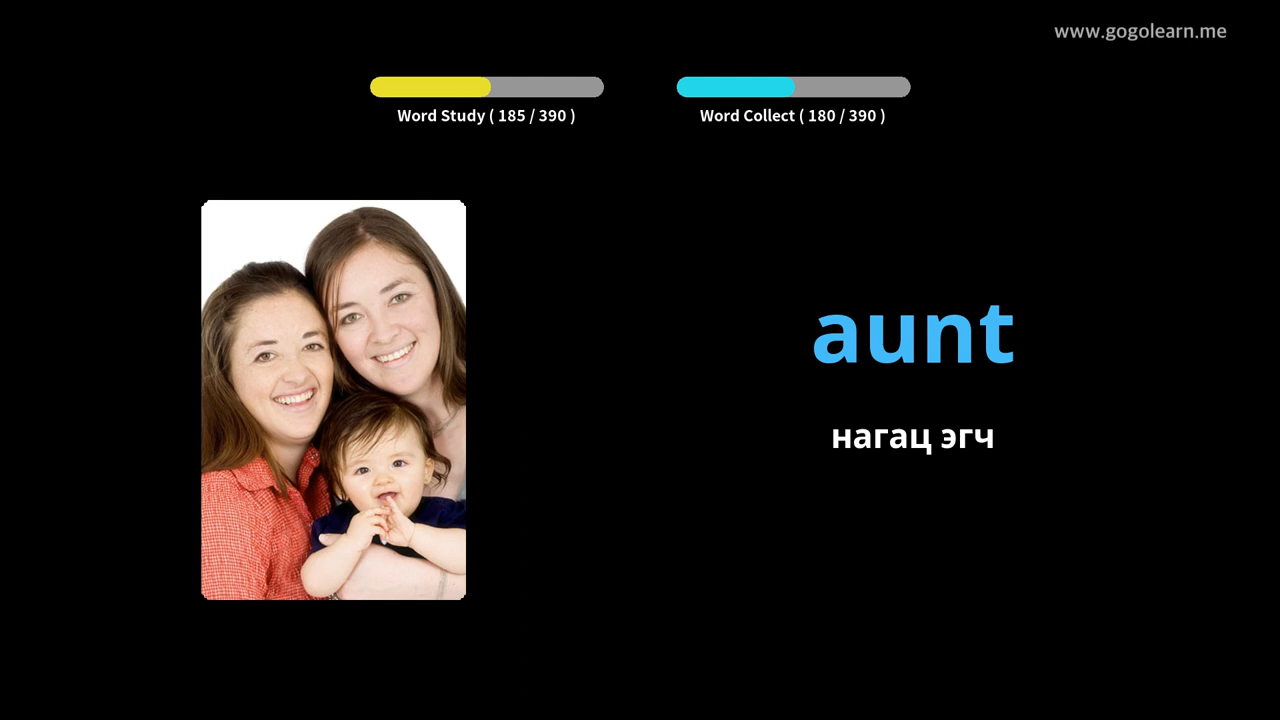 www.gogolearn.me
Word Study ( 185 / 390 )
Word Collect ( 180 / 390 )
aunt
нагац эгч